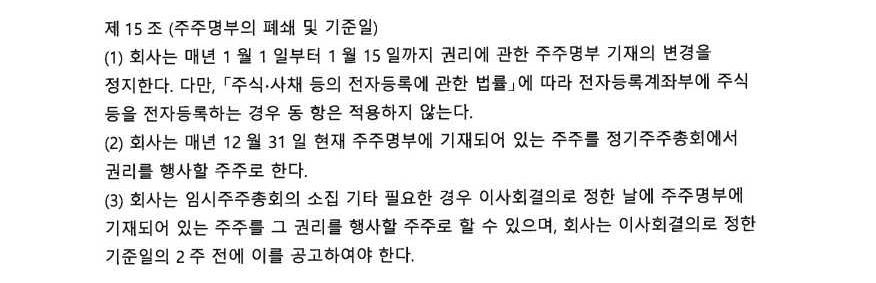 제 15 조 (주주명부의 폐쇄 및 기준일)
(1) 회사는 매년 1 월 1 일부터 1 월 15 일까지 권리에 관한 주주명부 기재의 변경을
정지한다. 다만, 「주식·사채 등의 전자등록에 관한 법률」에 따라 전자등록계좌부에 주식
등을 전자등록하는 경우 동 항은 적용하지 않는다.
(2) 회사는 매년 12 월 31 일 현재 주주명부에 기재되어 있는 주주를 정기주주총회에서
권리를 행사할 주주로 한다.
(3) 회사는 임시주주총회의 소집 기타 필요한 경우 이사회결의로 정한 날에 주주명부에
기재되어 있는 주주를 그 권리를 행사할 주주로 할 수 있으며, 회사는 이사회결의로 정한
기준일의 2 주 전에 이를 공고하여야 한다.